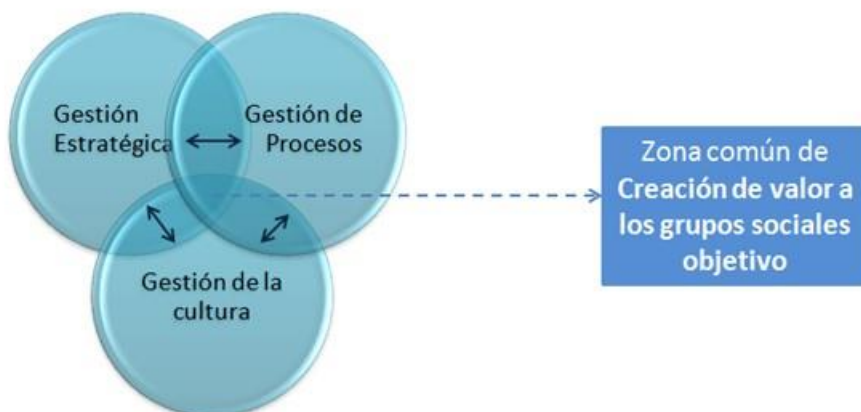 Gestión
Estratégica
Gestión de
Procesos
Gestión de la
cultura
Zona común de
Creación de valor a
los grupos sociales
objetivo